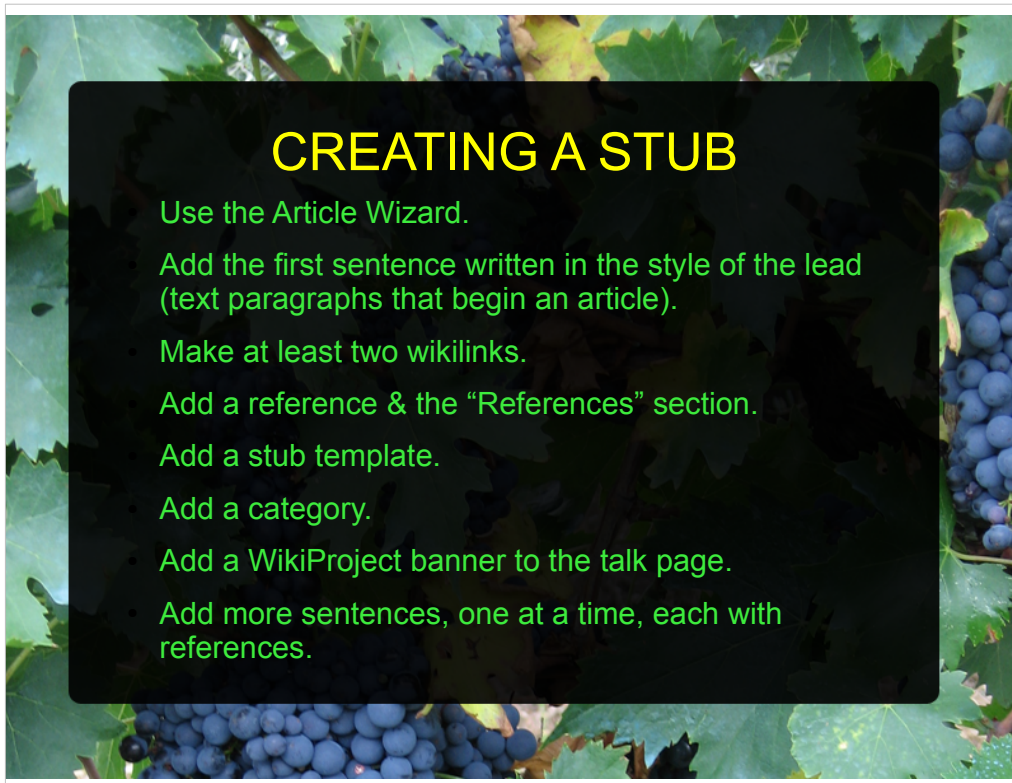 CREATING A STUB
Use the Article Wizard.
Add the first sentence written in the style of the lead
(text paragraphs that begin an article).
Make at least two wikilinks.
Add a reference & the “References” section.
Add a stub template.
Add a category.
Add a WikiProject banner to the talk page.
Add more sentences, one at a time, each with
references.